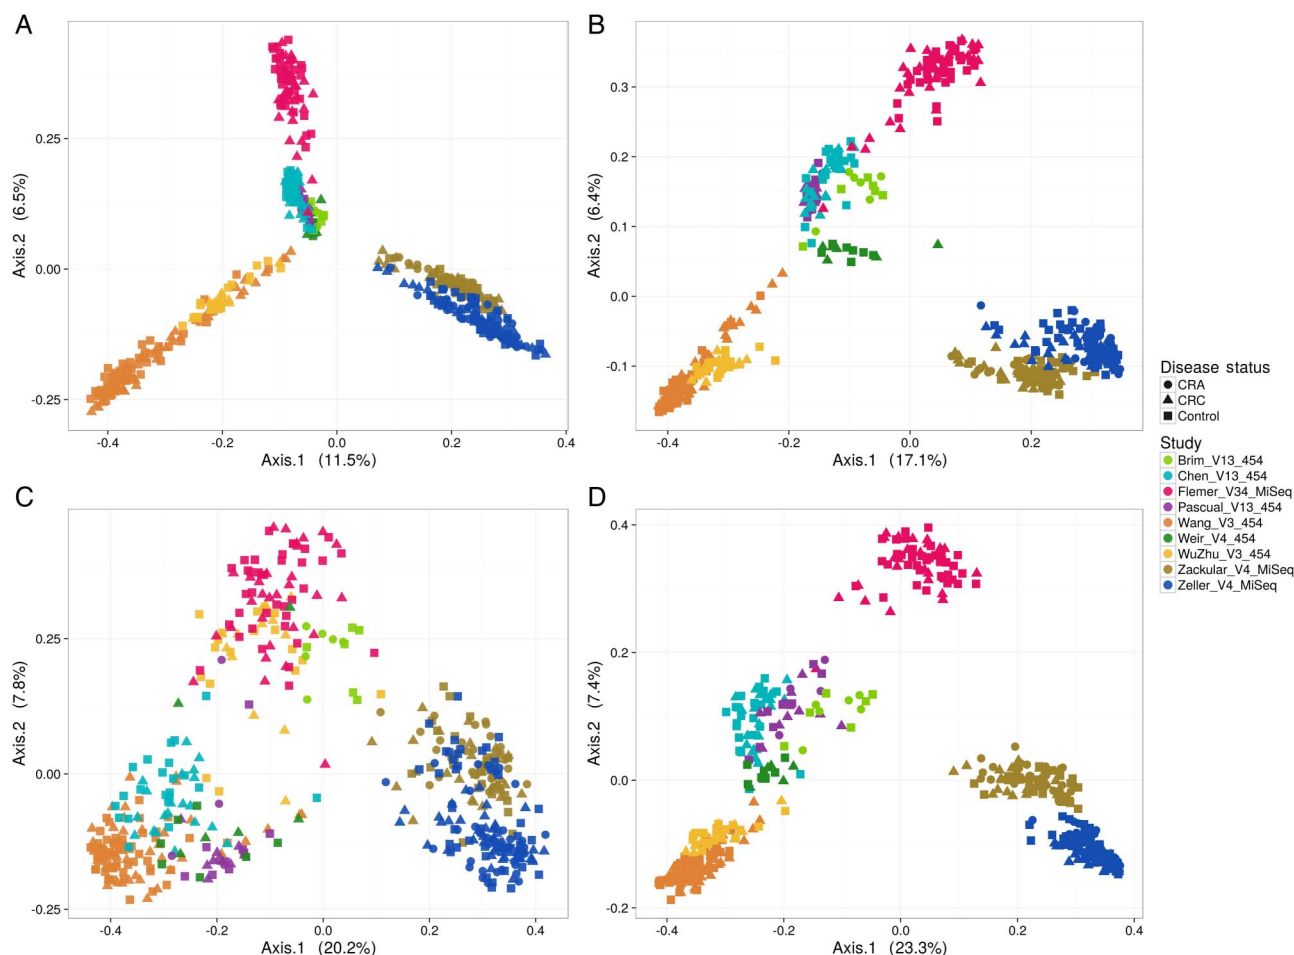 A
Axis.2 (6.5%)
0.25
0.00
-0.25
-0.4
-0.2
0.0
0.2
0.4
Axis.1 (11.5%)
B
Axis.2 (6.4%)
0.3
0.2
0.1
0.0
-0.1
-0.4
-0.2
0.0
0.2
Axis.1 (17.1%)
C
Axis.2 (7.8%)
0.25
0.00
-0.25
-0.4
-0.2
0.0
0.2
0.4
Axis.1 (20.2%)
D
Axis.2 (7.4%)
0.4
0.2
0.0
-0.2
-0.4
-0.2
0.0
0.2
0.4
Axis.1 (23.3%)
Disease status
CRA
CRC
Control
Study
Brim_V13_454
Chen_V13_454
Flemer_V34_MiSeq
Pascual_V13_454
Wang_V3_454
Weir_V4_454
WuZhu_V3_454
Zackular_V4_MiSeq
Zeller_V4_MiSeq